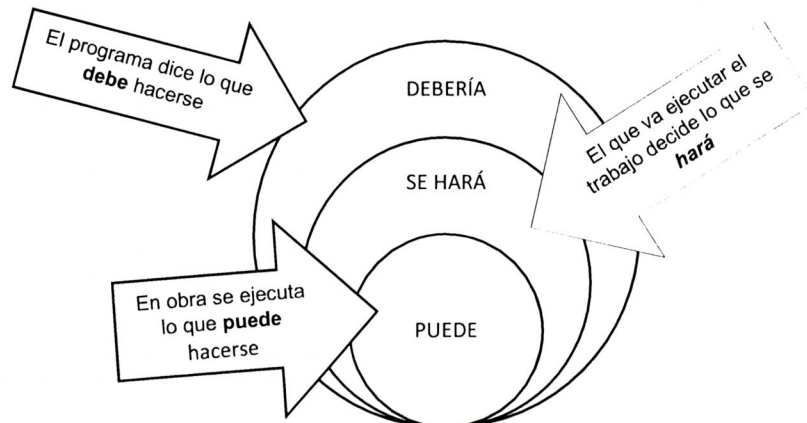 El programa dice lo que
debe hacerse
DEBERÍA
El que va ejecutar el
trabajo decide lo que se
hará
SE HARÁ
En obra se ejecuta
lo que puede
hacerse
PUEDE